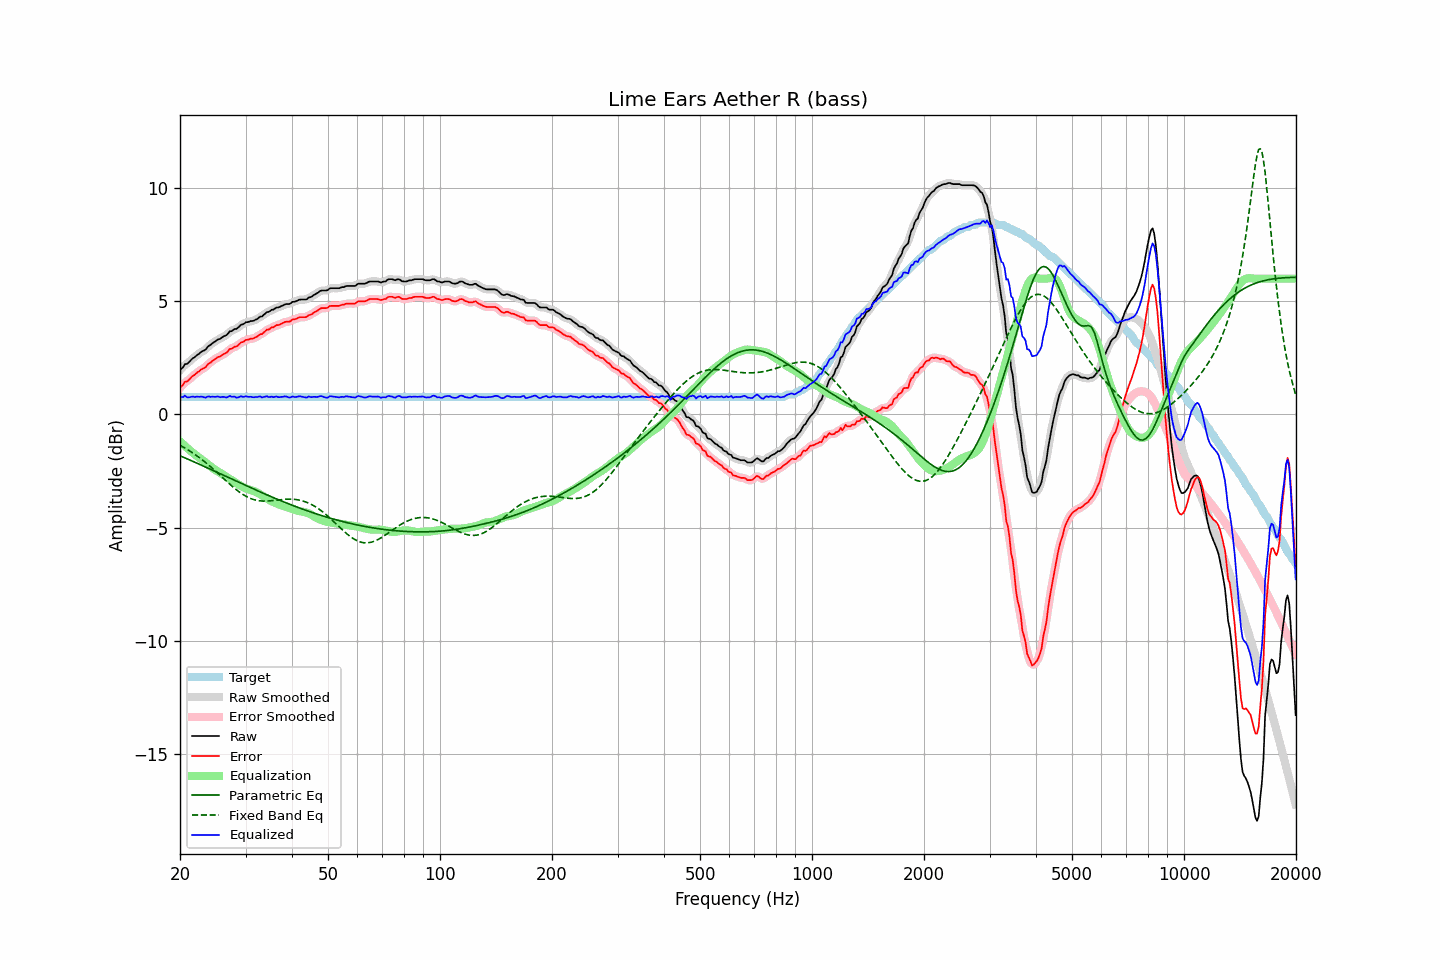 Lime Ears Aether R (bass)
Amplitude (dBr)
10
5
0
−5
−10
−15
Target
Raw Smoothed
Error Smoothed
Raw
Error
Equalization
Parametric Eq
Fixed Band Eq
Equalized
20 50 100 200 500 1000 2000 5000 10000 20000
Frequency (Hz)